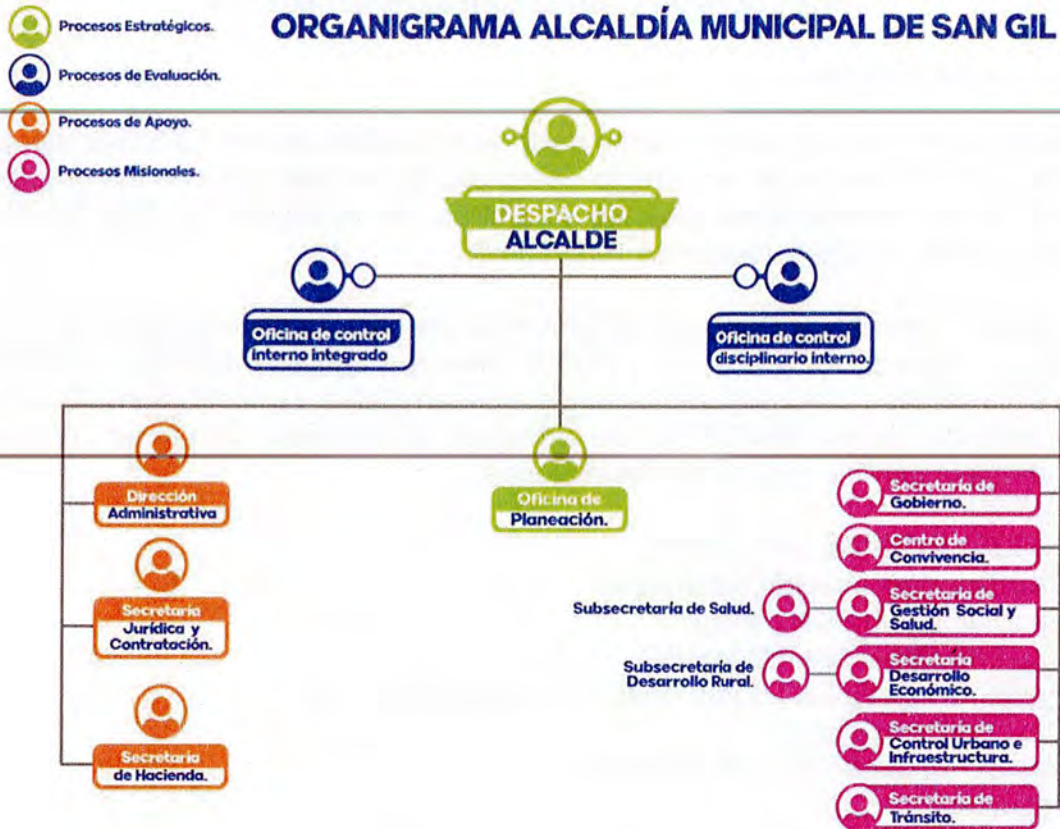 ORGANIGRAMA ALCALDÍA MUNICIPAL DE SAN GIL
Procesos Estratégicos.
Procesos de Evaluación.
Procesos de Apoyo.
Procesos Misionales.
DESPACHO
ALCALDE
Oficina de control
interno integrado
Oficina de control
disciplinario interno.
Dirección
Administrativa
Secretaria
Jurídica y
Contratación.
Secretaria
de Hacienda.
Oficina de
Planeación.
Secretaría de
Gobierno.
Centro de
Convivencia.
Subsecretaría de Salud.
Secretaría de
Gestión Social y
Salud.
Subsecretaría de
Desarrollo Rural.
Secretaría
Desarrollo
Económico.
Secretaría de
Control Urbano e
Infraestructura.
Secretaría de
Tránsito.